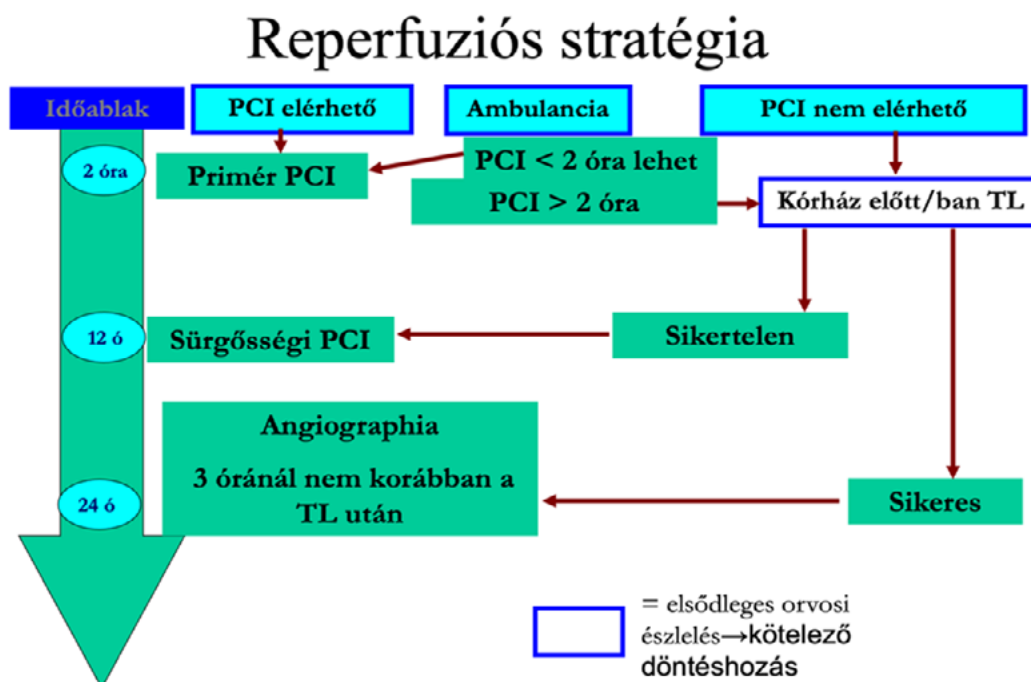 Reperfuziós stratégia
Időablak
PCI elérhető
Ambulancia
PCI nem elérhető
2 óra
Primér PCI
PCI < 2 óra lehet
PCI > 2 óra
Kórház előtt/ban TL
12 ó
Sürgősségi PCI
Sikertelen
Angiographia
3 óránál nem korábban a
TL után
24 ó
Sikeres
= elsődleges orvosi
észlelés→kötelező
döntéshozás